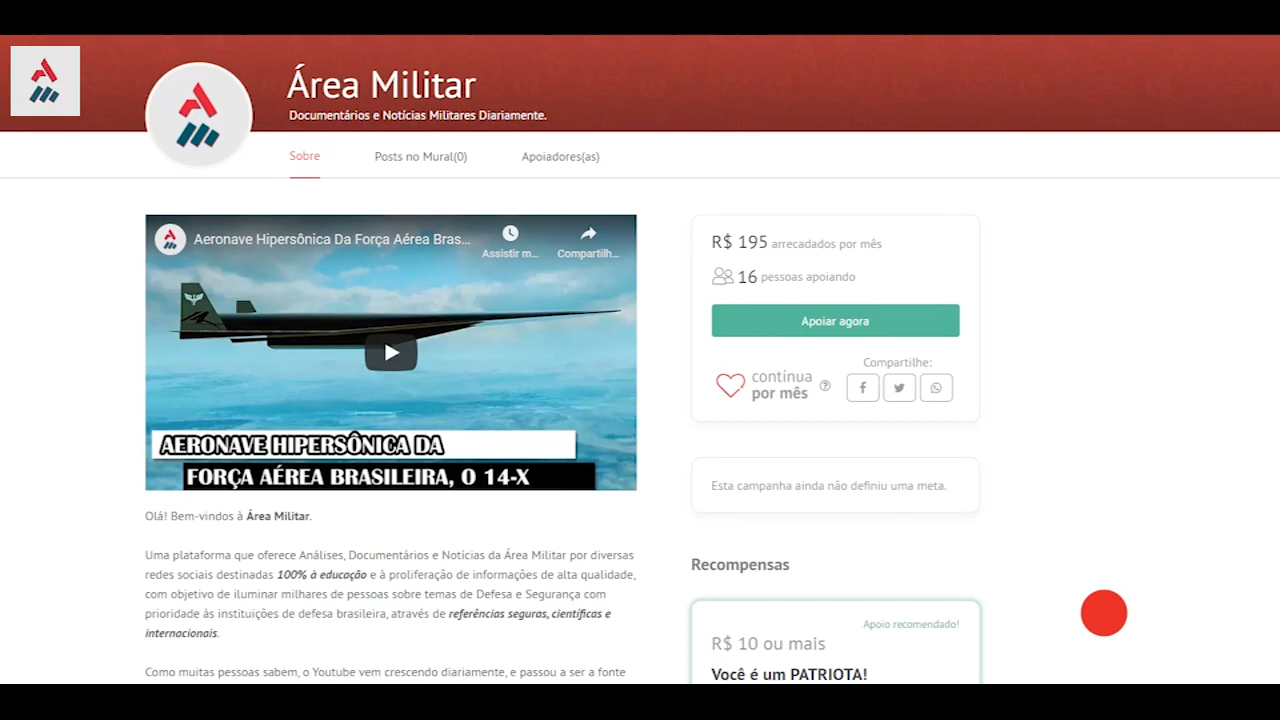 Área Militar
Documentários e Notícias Militares Diariamente.
Sobre
Posts no Mural(0)
Apoiadores(as)
Aeronave Hipersônica Da Força Aérea Bras...
Assistir m...
Compartilh...
AERONAVE HIPERSÔNICA DA
FORÇA AÉREA BRASILEIRA, O 14-X
Olá! Bem-vindos à Área Militar.
Uma plataforma que oferece Análises, Documentários e Notícias da Área Militar por diversas
redes sociais destinadas 100% à educação e à proliferação de informações de alta qualidade,
com objetivo de iluminar milhares de pessoas sobre temas de Defesa e Segurança com
prioridade às instituições de defesa brasileira, através de referências seguras, científicas e
internacionais.
Como muitas pessoas sabem, o Youtube vem crescendo diariamente, e passou a ser a fonte
R$ 195 arrecadados por mês
16 pessoas apoiando
Apoiar agora
contínua
por mês
?
Compartilhe:
Esta campanha ainda não definiu uma meta.
Recompensas
Apoio recomendado!
R$ 10 ou mais
Você é um PATRIOTA!